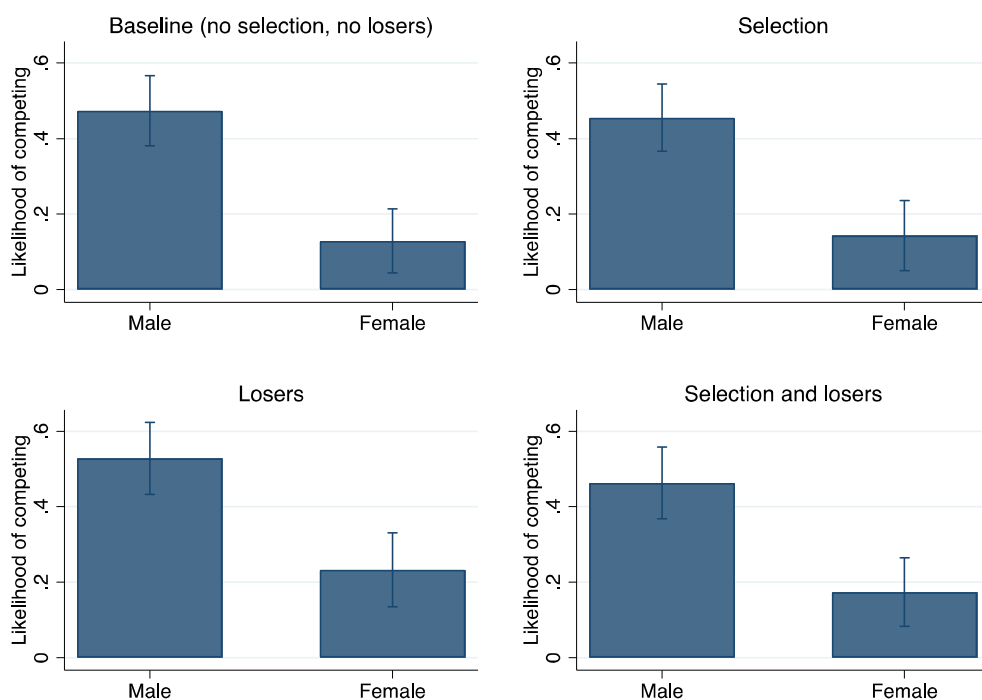 Baseline (no selection, no losers)
Likelihood of competing
.6
.4
.2
0
Male Female
Selection
Likelihood of competing
.6
.4
.2
0
Male Female
Losers
Likelihood of competing
.6
.4
.2
0
Male Female
Selection and losers
Likelihood of competing
.6
.4
.2
0
Male Female